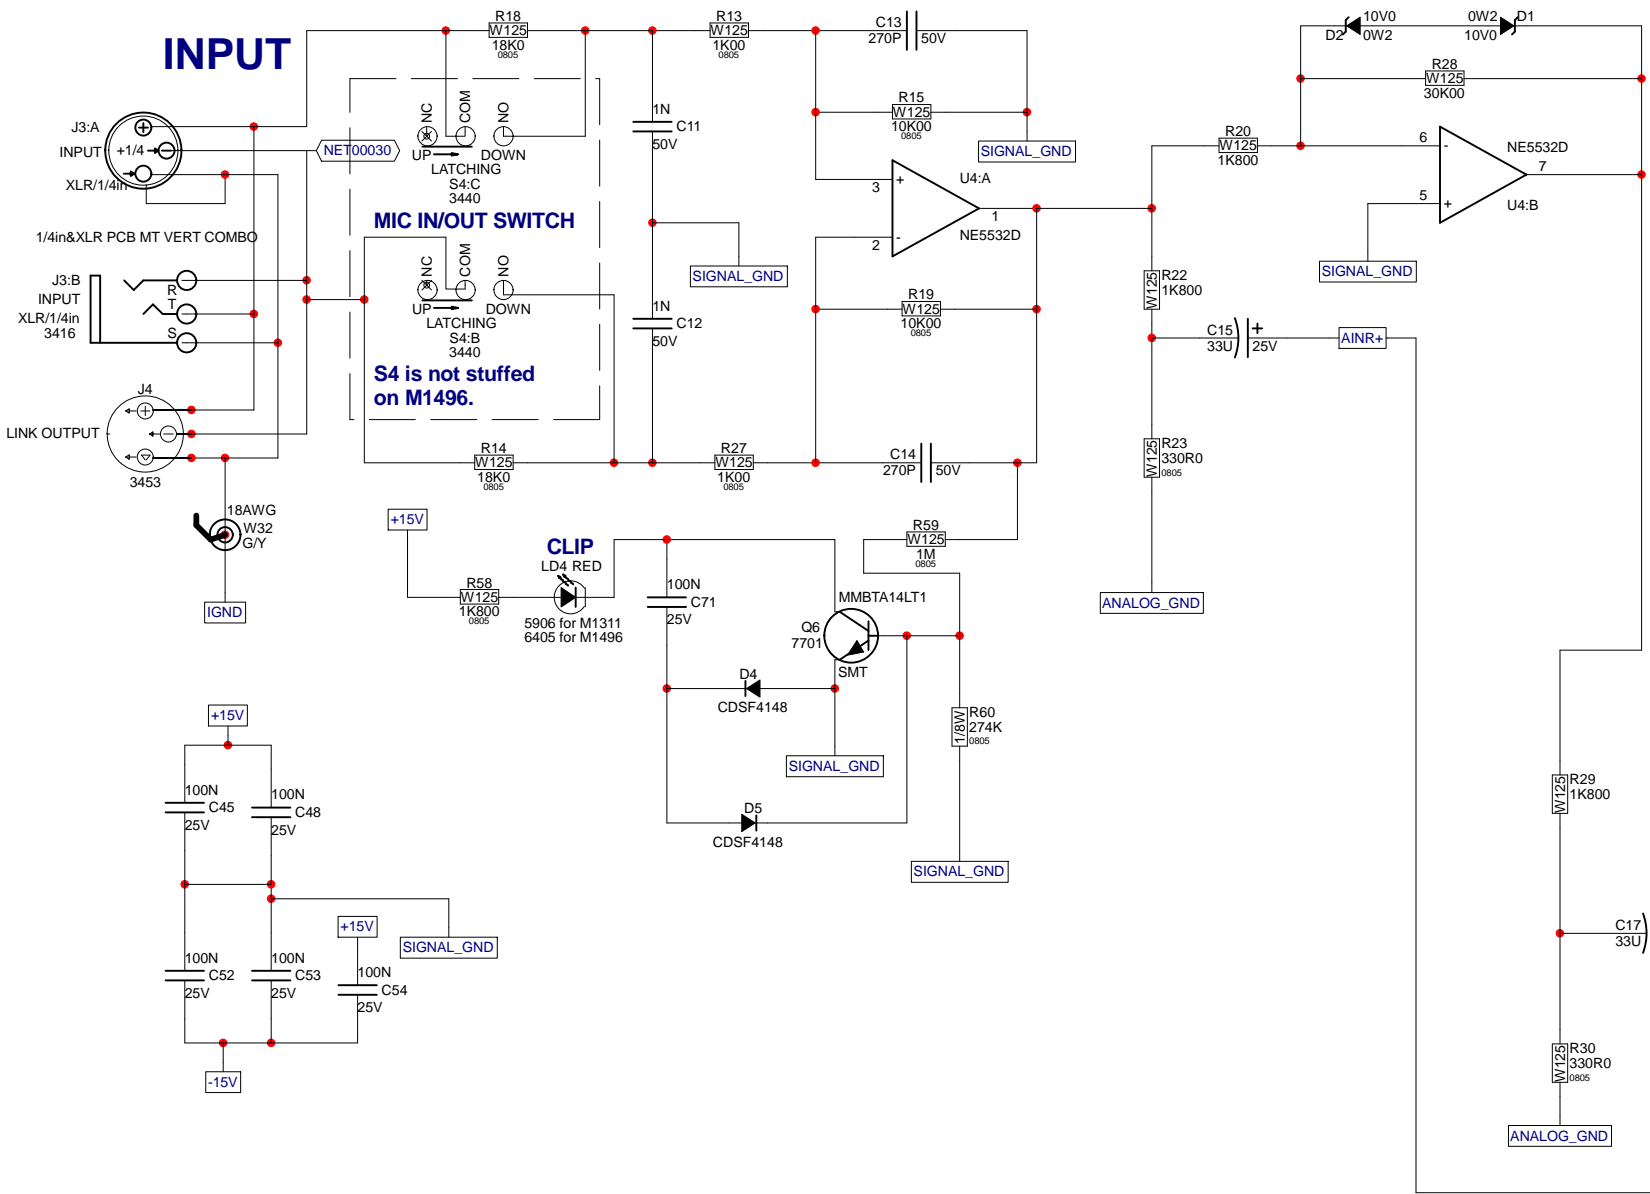 INPUT
J3:A
INPUT
+1/4
XLR/1/4in
NET00030
1/4in&XLR PCB MT VERT COMBO
J3:B
INPUT
XLR/1/4in
3416
R
T
S
J4
LINK OUTPUT
3453
18AWG
W32
G/Y
IGND
R18
W125
18K0
0805
NC
COM
NO
UP
DOWN
LATCHING
S4:C
3440
MIC IN/OUT SWITCH
NC
COM
NO
UP
DOWN
LATCHING
S4:B
3440
S4 is not stuffed
on M1496.
R14
W125
18K0
0805
1N
C11
50V
SIGNAL_GND
1N
C12
50V
R13
W125
1K00
0805
R27
W125
1K00
0805
C13
270P
50V
R15
W125
10K00
0805
SIGNAL_GND
3
+
2
-
1
U4:A
NE5532D
R19
W125
10K00
0805
C14
270P
50V
R59
W125
1M
0805
+15V
R58
W125
1K800
0805
CLIP
LD4 RED
5906 for M1311
6405 for M1496
100N
C71
25V
MMBTA14LT1
Q6
7701
SMT
D4
CDSF4148
SIGNAL_GND
D5
CDSF4148
1/8W
R60
274K
0805
SIGNAL_GND
R20
W125
1K800
W125
R22
1K800
C15
33U
+
25V
AINR+
W125
R23
330R0
0805
ANALOG_GND
D2
10V0
0W2
0W2
D1
10V0
R28
W125
30K00
6
-
5
+
7
NE5532D
U4:B
SIGNAL_GND
W125
R29
1K800
C17
33U
W125
R30
330R0
0805
ANALOG_GND
+15V
100N
C45
25V
100N
C48
25V
SIGNAL_GND
100N
C52
25V
100N
C53
25V
+15V
100N
C54
25V
-15V